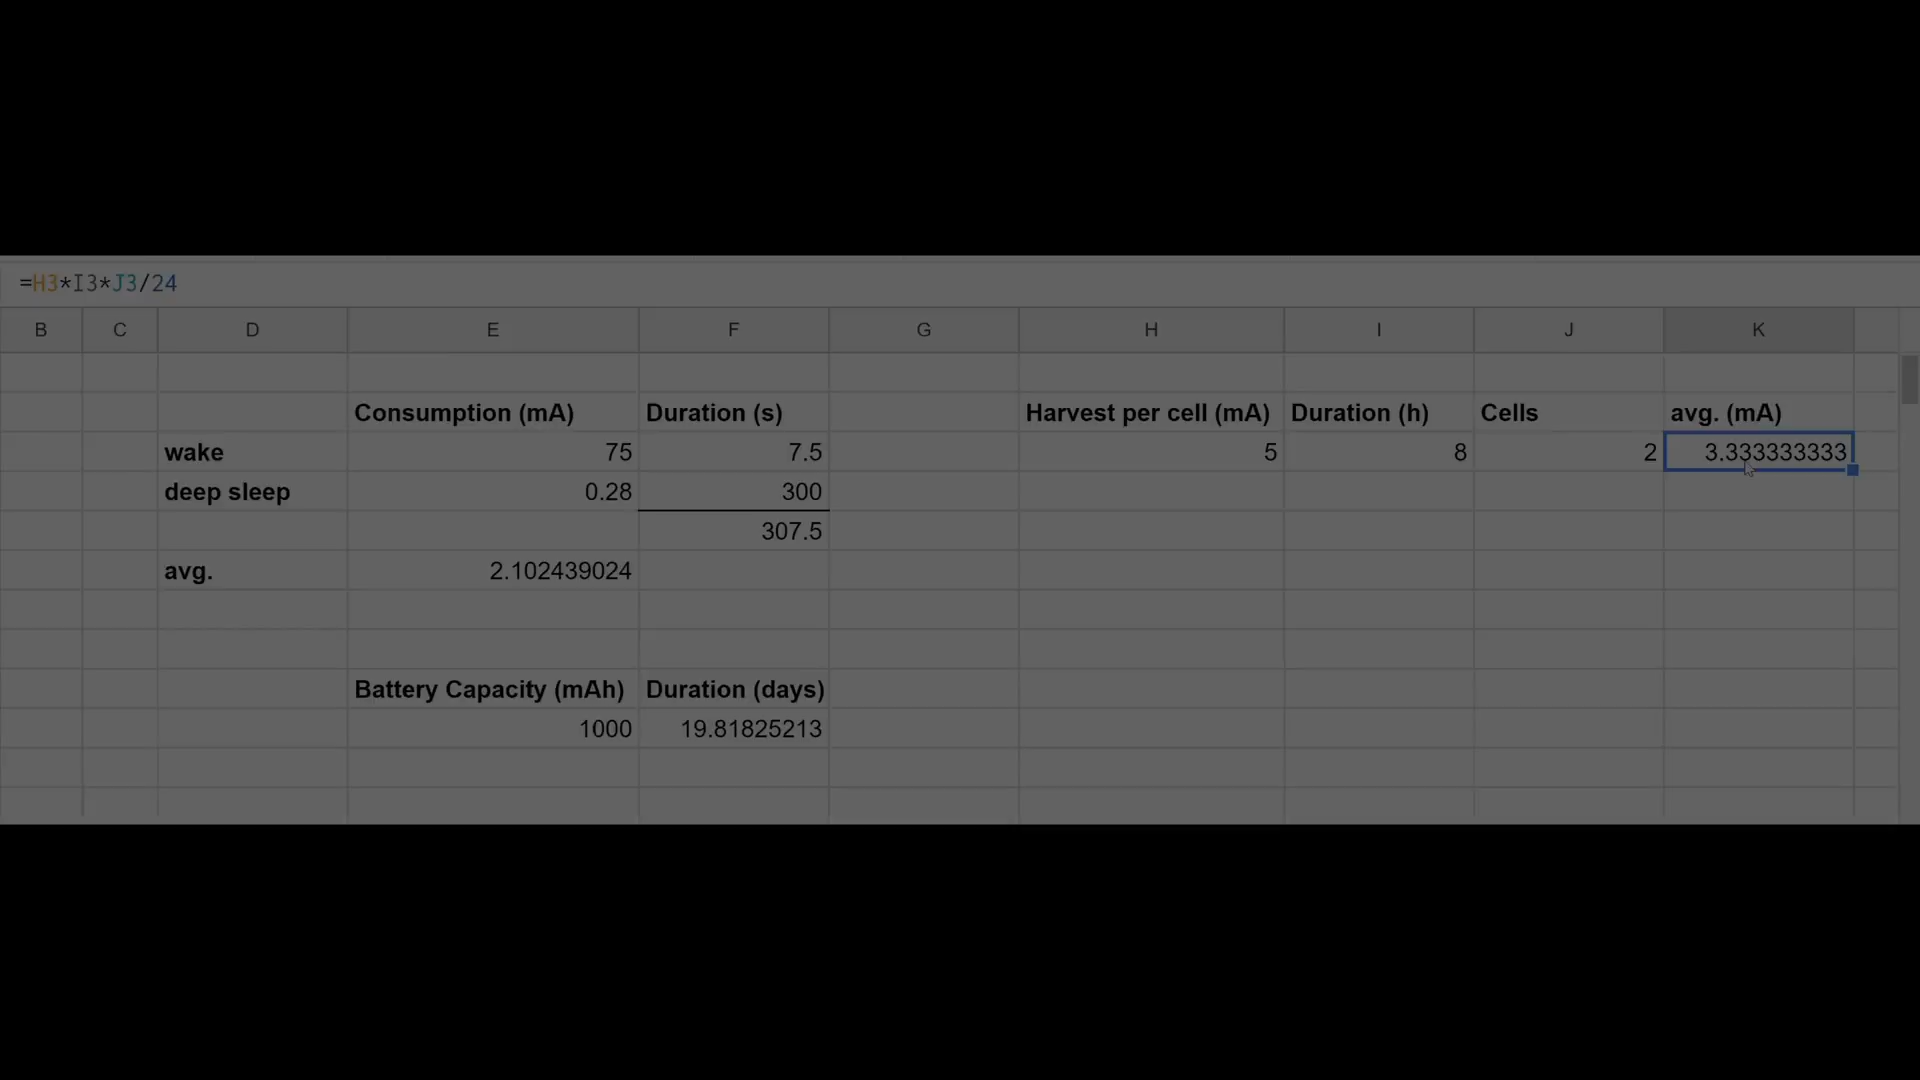 =H3*I3*J3/24
B C D E F G H I J K
Consumption (mA) Duration (s) Harvest per cell (mA) Duration (h) Cells avg. (mA)
wake 75 7.5 5 8 2 3.333333333
deep sleep 0.28 300
307.5
avg. 2.102439024
Battery Capacity (mAh) Duration (days)
1000 19.81825213